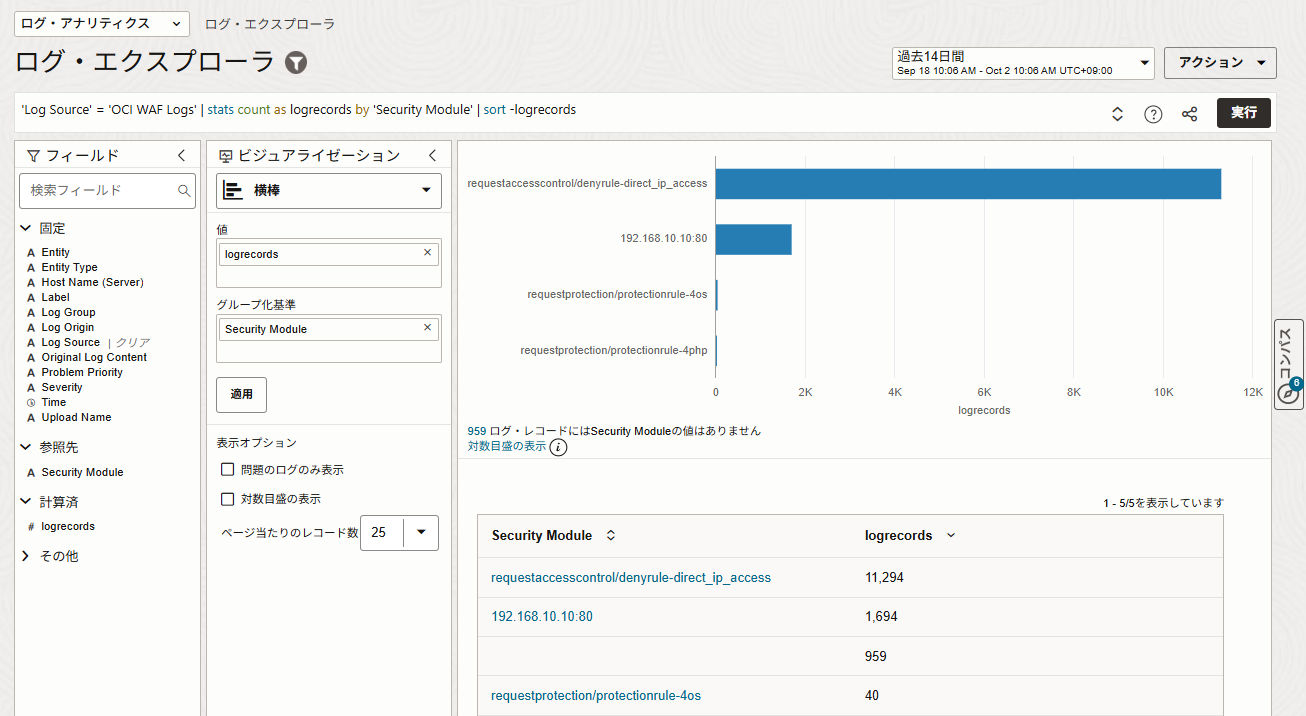 ログ・アナリティクス
ログ・エクスプローラ
ログ・エクスプローラ
過去14日間
Sep 18 10:06 AM - Oct 2 10:06 AM UTC+09:00
アクション
'Log Source' = 'OCI WAF Logs' | stats count as logrecords by 'Security Module' | sort -logrecords
実行
フィールド
検索フィールド
固定
A Entity
A Entity Type
A Host Name (Server)
A Label
A Log Group
A Log Origin
A Log Source | クリア
A Original Log Content
A Problem Priority
A Severity
Time
A Upload Name
参照先
A Security Module
計算済
# logrecords
その他
ビジュアライゼーション
横棒
値
logrecords ×
グループ化基準
Security Module ×
適用
表示オプション
問題のログのみ表示
対数目盛の表示
ページ当たりのレコード数 25
requestaccesscontrol/denyrule-direct_ip_access
192.168.10.10:80
requestprotection/protectionrule-4os
requestprotection/protectionrule-4php
0 2K 4K 6K 8K 10K 12K
logrecords
959 ログ・レコードにはSecurity Moduleの値はありません
対数目盛の表示 i
1 - 5/5を表示しています
Security Module logrecords
requestaccesscontrol/denyrule-direct_ip_access 11,294
192.168.10.10:80 1,694
959
requestprotection/protectionrule-4os 40
コンパス
6